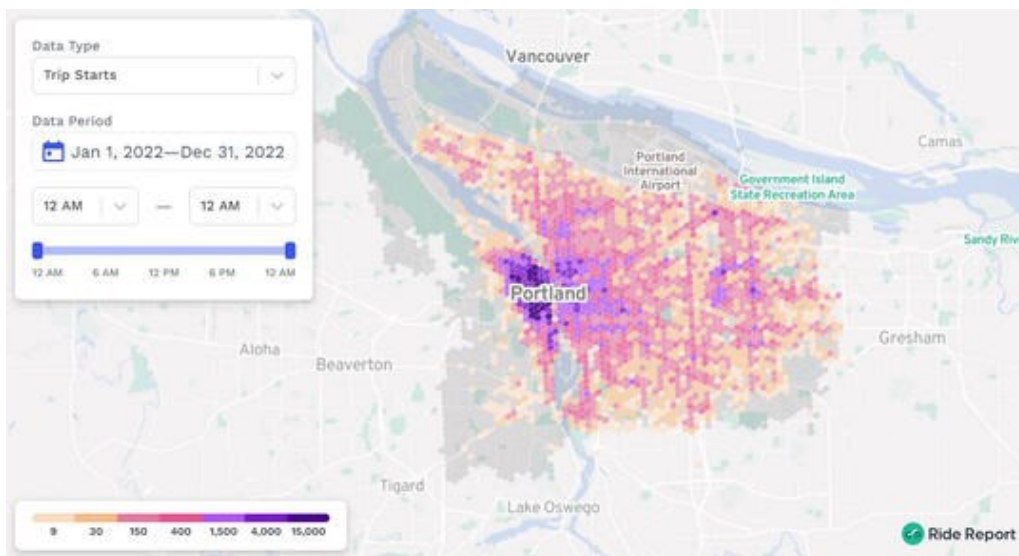 Data Type
Trip Starts
Data Period
Jan 1, 2022—Dec 31, 2022
12 AM — 12 AM
12 AM 6 AM 12 PM 6 PM 12 AM
Vancouver
Camas
Portland
International
Airport
Government Island
State Recreation Area
Sandy Riv
Portland
Aloha
Beaverton
Gresham
Tigard
Lake Oswego
9 30 150 400 1,500 4,000 15,000
Ride Report